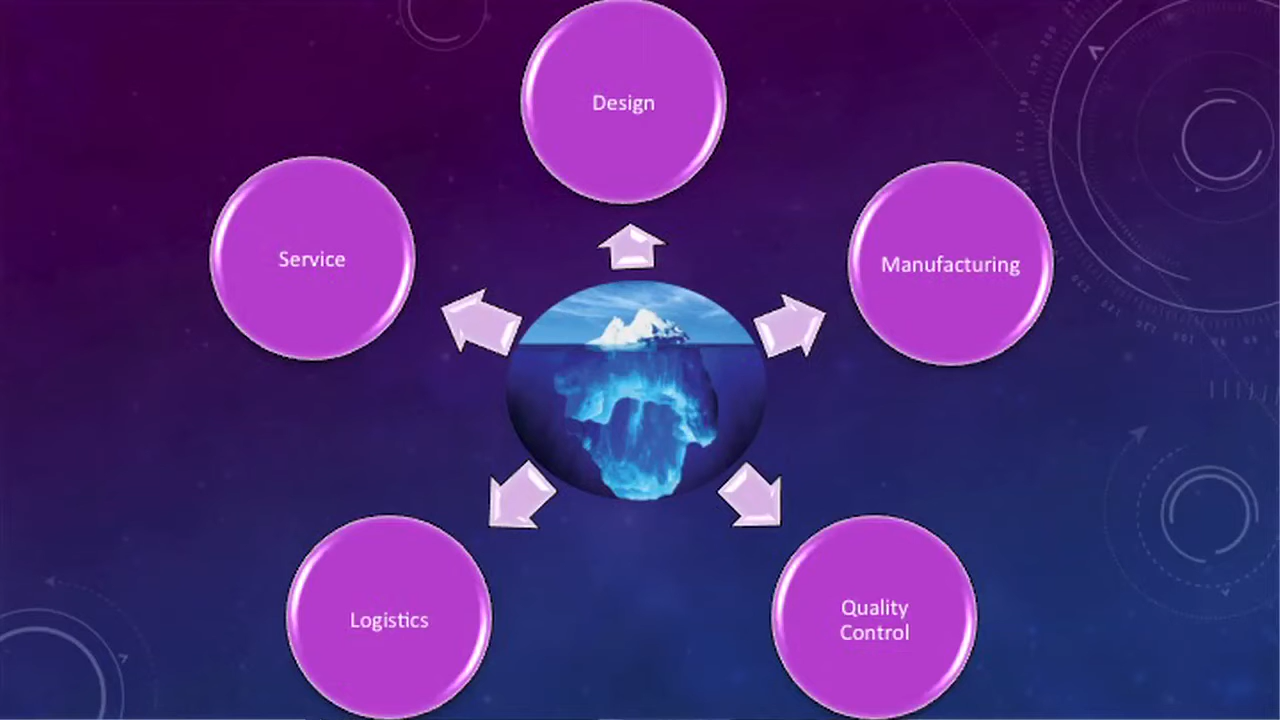 Design
Service
Manufacturing
Logistics
Quality
Control